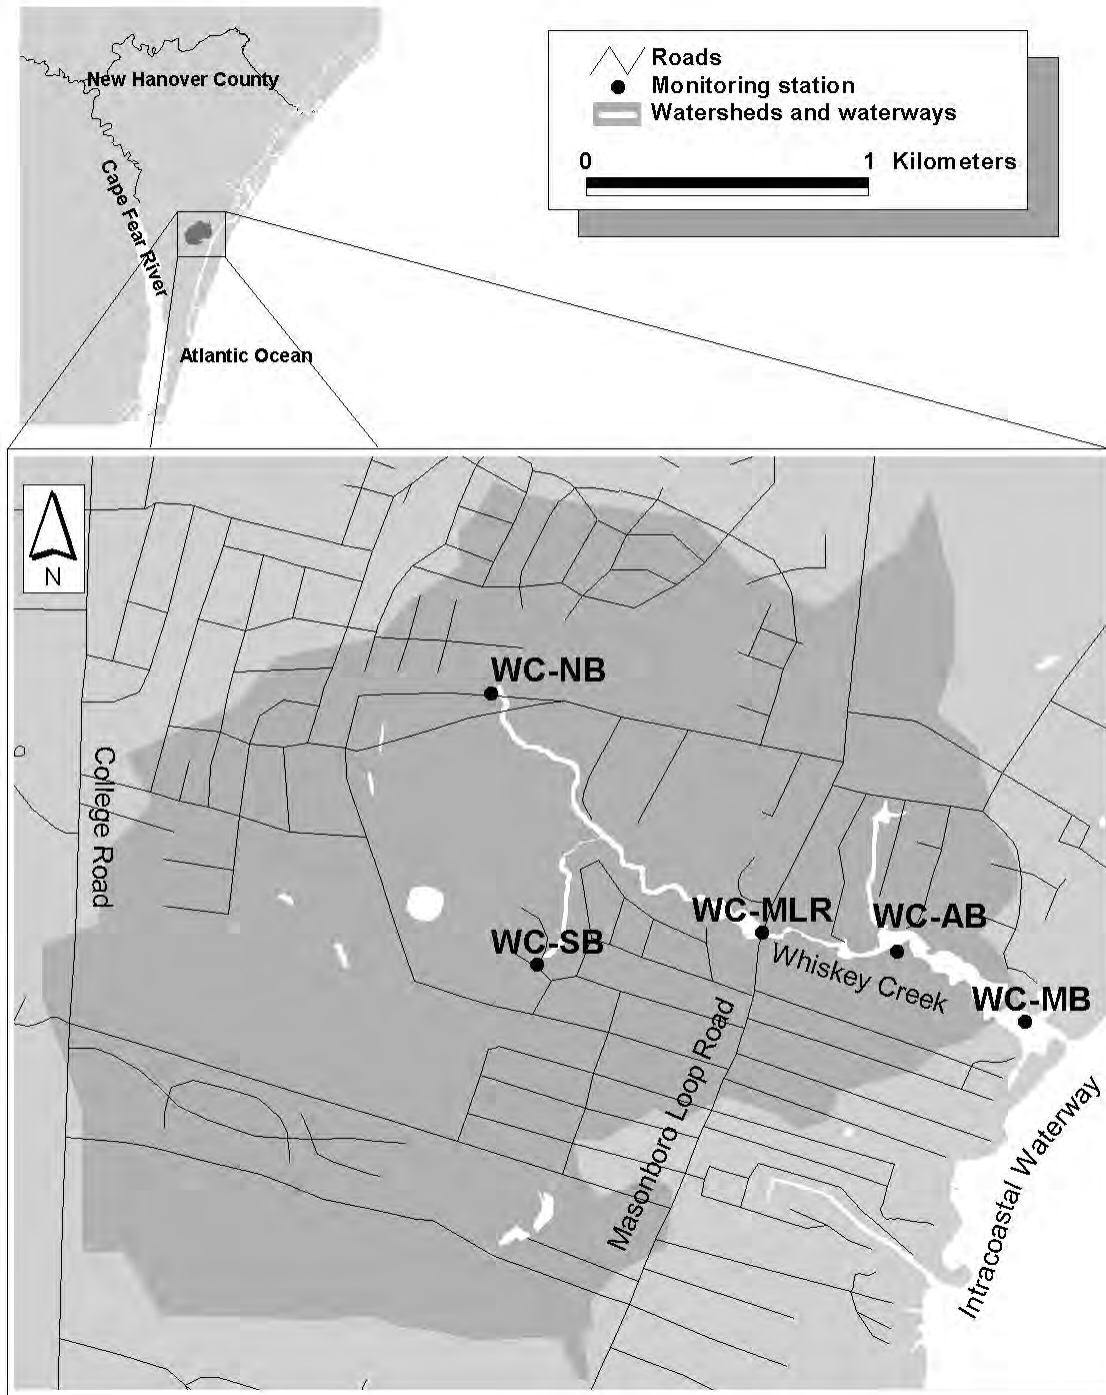 New Hanover County
Cape Fear River
Atlantic Ocean
Roads
Monitoring station
Watersheds and waterways
0 1 Kilometers
N
WC-NB
College Road
WC-SB
WC-MLR
WC-AB
Whiskey Creek
WC-MB
Masonboro Loop Road
Intracoastal Waterway